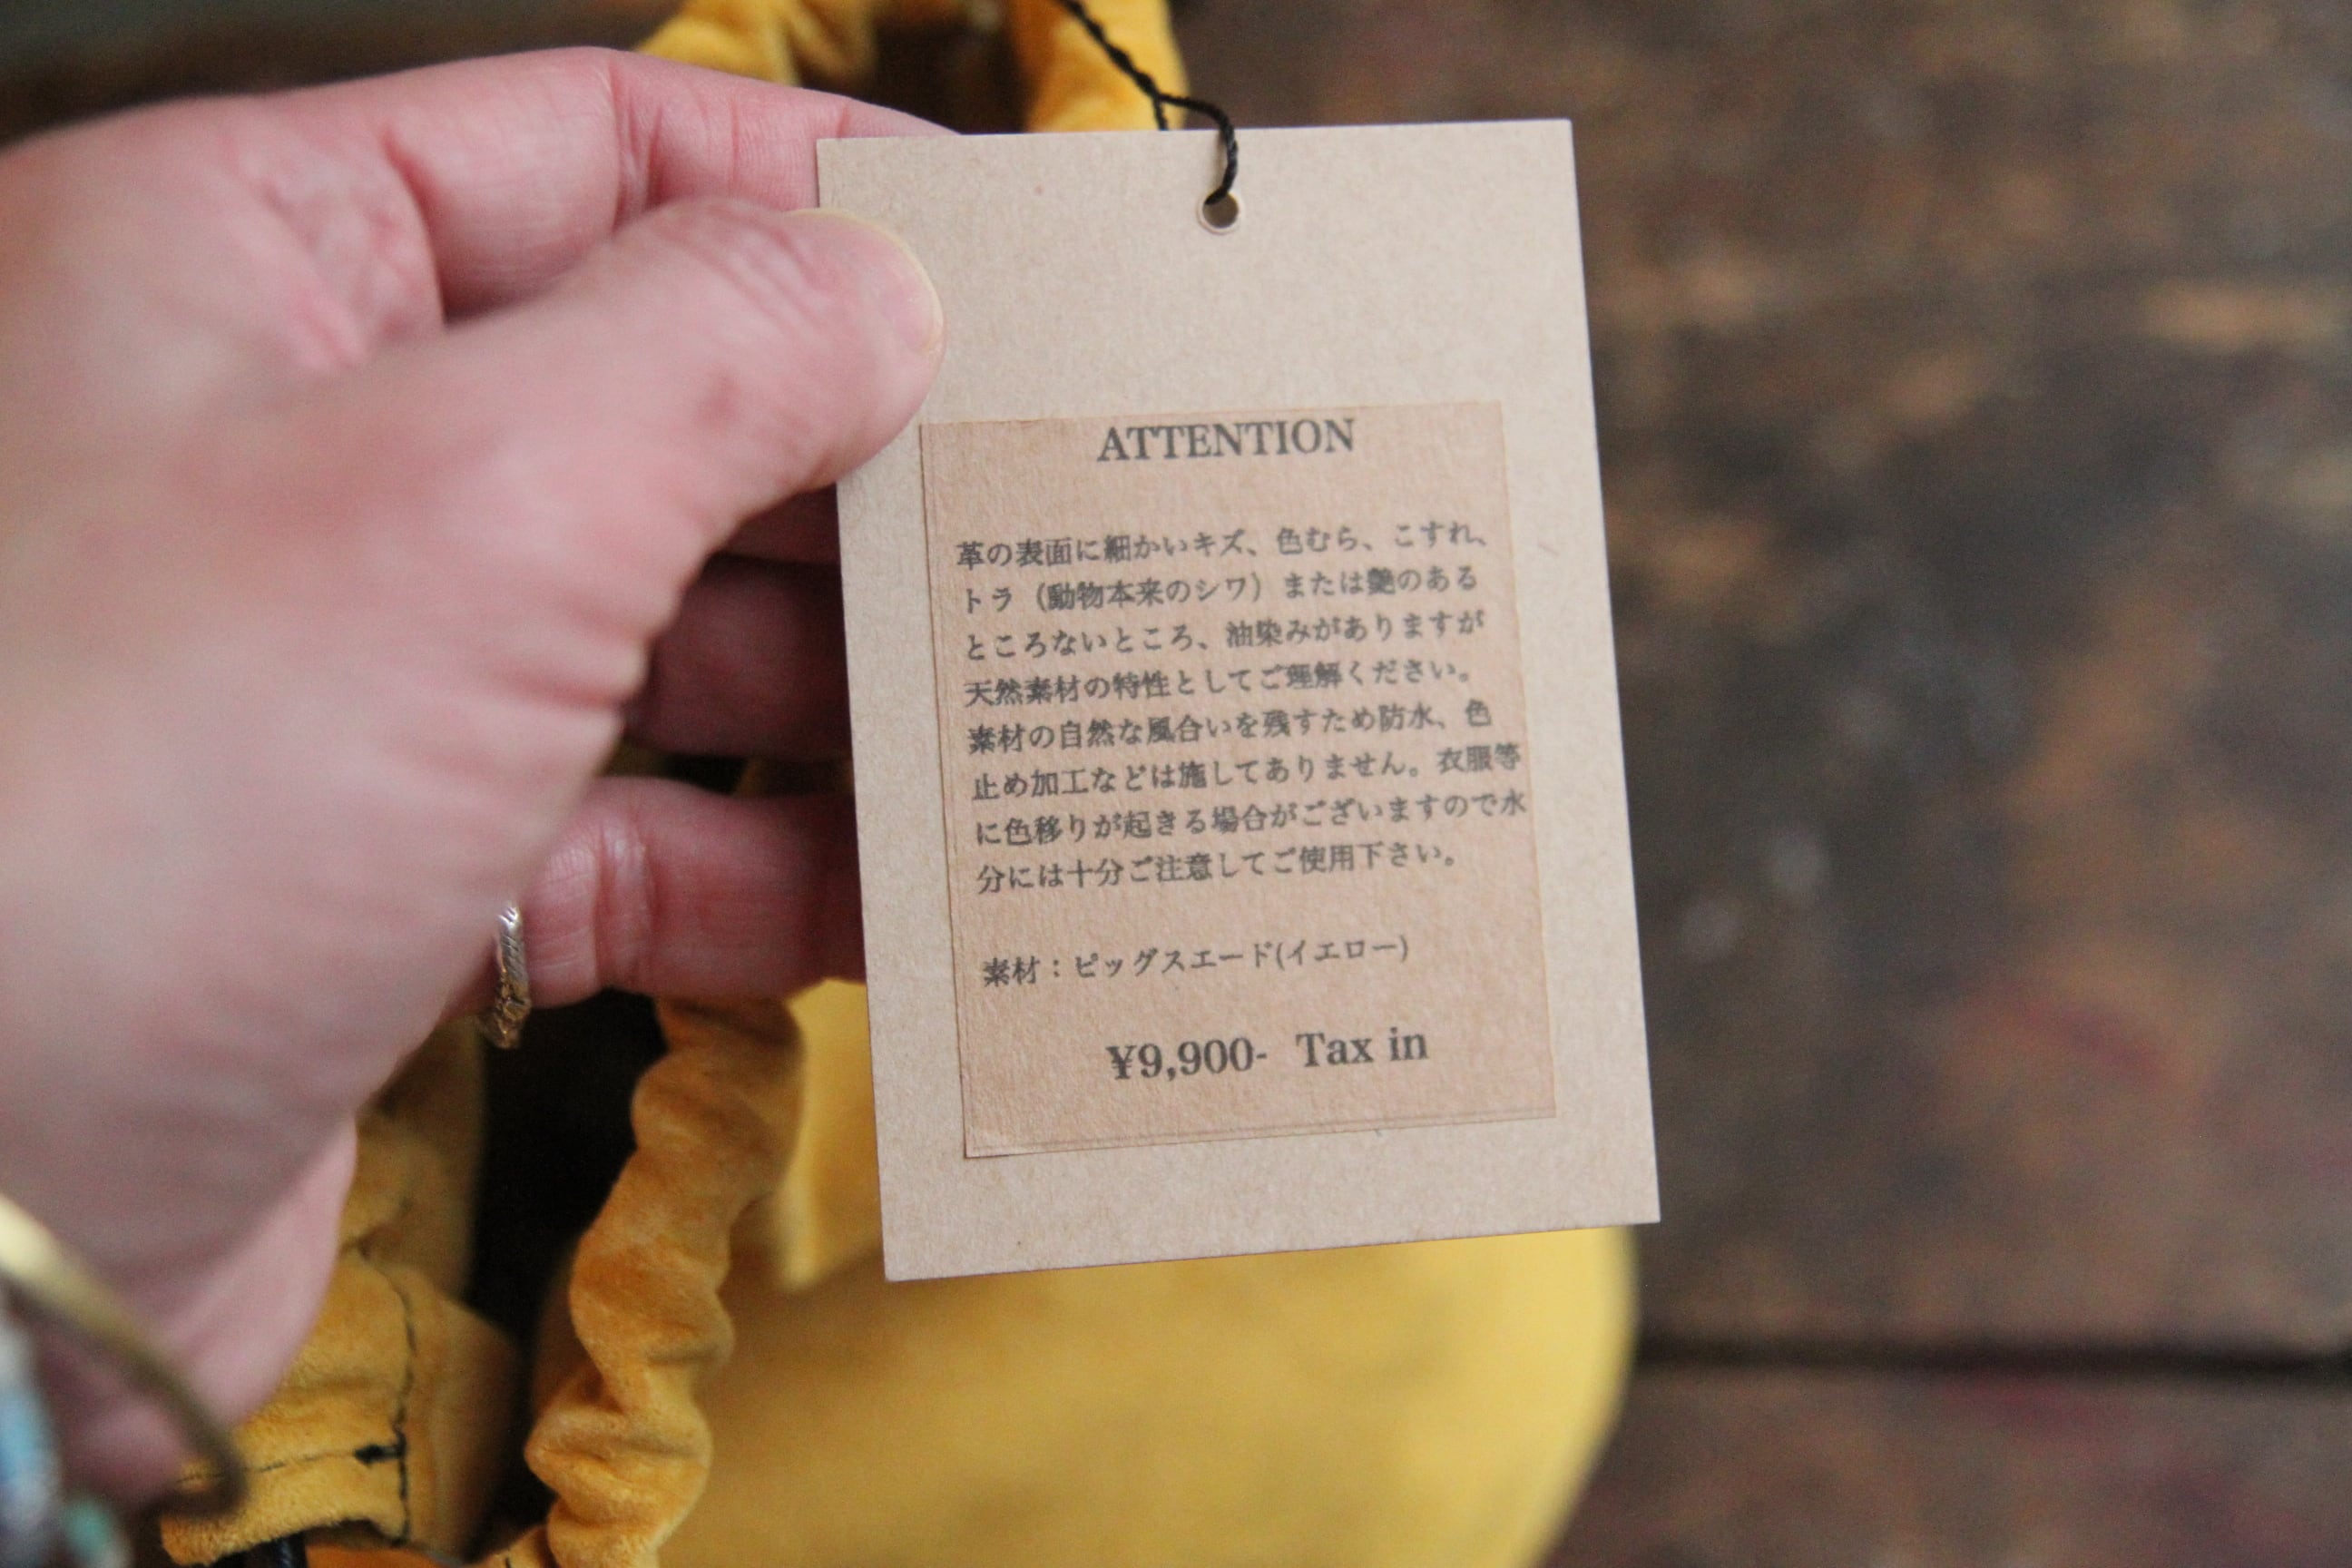 ATTENTION
革の表面に細かいキズ、色むら、こすれ、
トラ（動物本来のシワ）または艶のある
ところないところ、油染みがありますが
天然素材の特性としてご理解ください。
素材の自然な風合いを残すため防水、色
止め加工などは施してありません。衣服等
に色移りが起きる場合がございますので水
分には十分ご注意してご使用下さい。
素材：ピッグスエード(イエロー)
¥9,900- Tax in